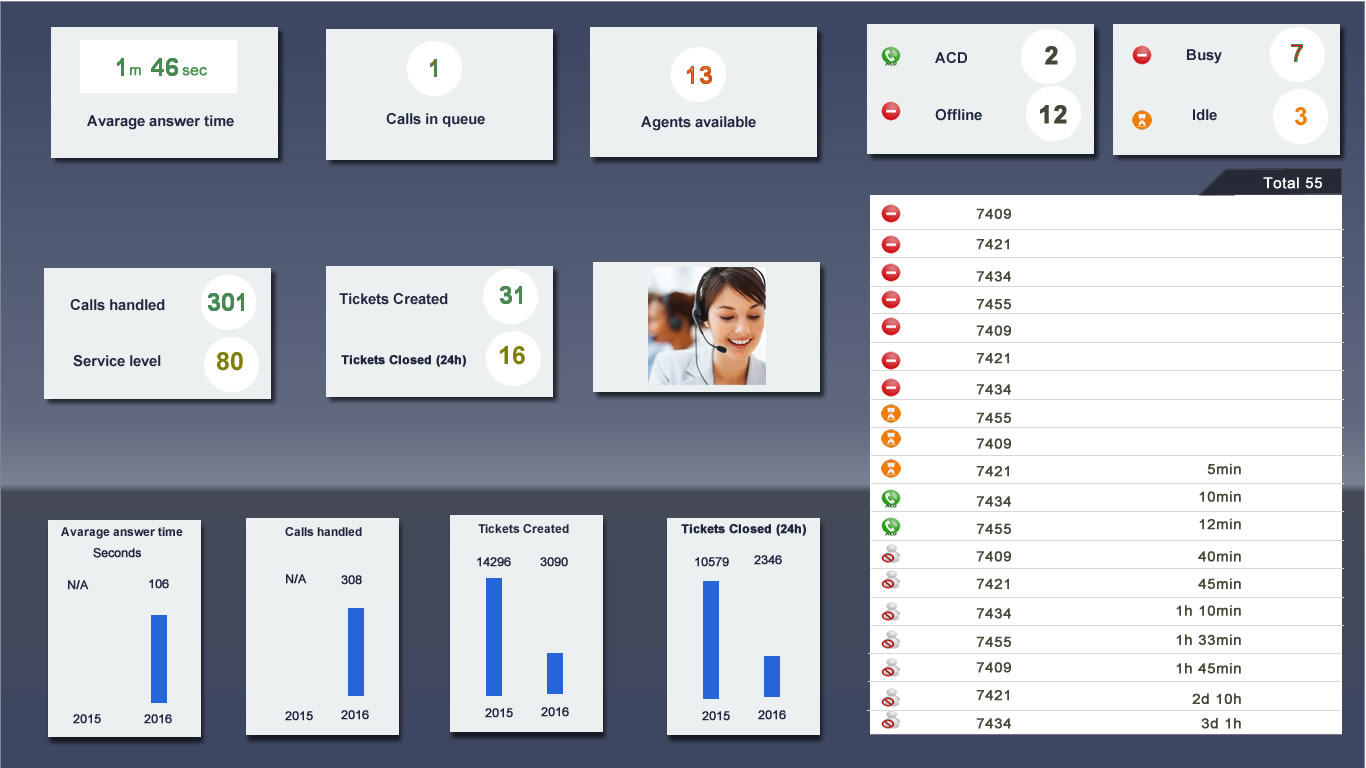 1m 46 sec
Avarage answer time
1
Calls in queue
13
Agents available
ACD 2
Offline 12
Busy 7
Idle 3
Total 55
Calls handled 301
Service level 80
Tickets Created 31
Tickets Closed (24h) 16
7409
7421
7434
7455
7409
7421
7434
7455
7409
7421 5min
ACD 7434 10min
ACD 7455 12min
7409 40min
7421 45min
7434 1h 10min
7455 1h 33min
7409 1h 45min
7421 2d 10h
7434 3d 1h
Avarage answer time
Seconds
N/A 106
2015 2016
Calls handled
N/A 308
2015 2016
Tickets Created
14296 3090
2015 2016
Tickets Closed (24h)
10579 2346
2015 2016